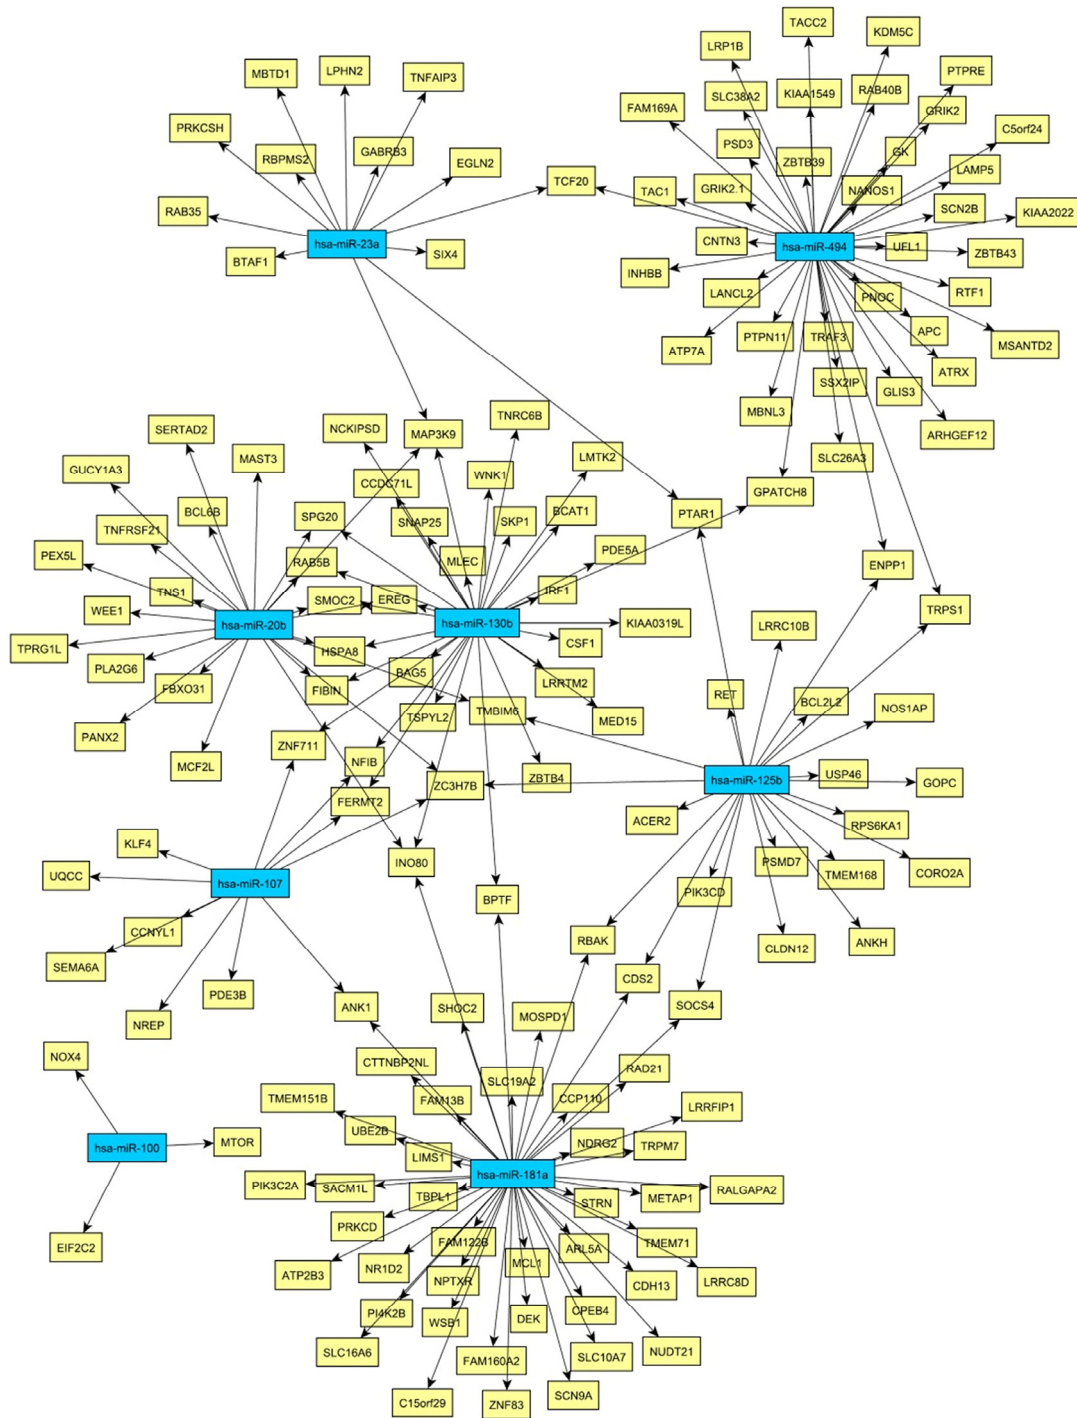 TACC2
KDM5C
LRP1B
LPHN2
TNFAIP3
MBTD1
PTPRE
KIAA1549
RAB40B
SLC38A2
FAM169A
GRIK2
PRKCSH
C5orf24
PSD3
GABRB3
GK
RBPMS2
EGLN2
ZBTB39
LAMP5
TCF20
TAC1
GRIK2.1
NANOS1
SCN2B
KIAA2022
RAB35
hsa-miR-23a
CNTN3
hsa-miR-494
UFL1
ZBTB43
BTAF1
SIX4
INHBB
LANCL2
PNOC
RTF1
PTPN11
TRAF3
APC
MSANTD2
ATP7A
ATRX
SSX2IP
GLIS3
MBNL3
TNRC6B
NCKIPSD
MAP3K9
SERTAD2
ARHGEF12
MAST3
LMTK2
SLC26A3
GUCY1A3
WNK1
CCDC71L
GPATCH8
BCL6B
SPG20
SNAP25
SKP1
BCAT1
PTAR1
TNFRSF21
PEX5L
RAB5B
MLEC
PDE5A
ENPP1
TNS1
SMOC2
EREG
IRF1
TRPS1
WEE1
hsa-miR-20b
hsa-miR-130b
KIAA0319L
LRRC10B
TPRG1L
HSPA8
CSF1
PLA2G6
BAG5
LRRTM2
FBXO31
FIBIN
RET
BCL2L2
TMBIM6
NOS1AP
TSPYL2
MED15
PANX2
ZNF711
MCF2L
NFIB
ZBTB4
hsa-miR-125b
USP46
GOPC
ZC3H7B
FERMT2
ACER2
RPS6KA1
KLF4
INO80
PSMD7
UQCC
TMEM168
CORO2A
hsa-miR-107
PIK3CD
BPTF
CCNYL1
RBAK
CLDN12
ANKH
SEMA6A
CDS2
PDE3B
ANK1
SHOC2
SOCS4
NREP
MOSPD1
NOX4
CTTNBP2NL
RAD21
SLC19A2
TMEM151B
FAM13B
CCP110
LRRFIP1
UBE2B
MTOR
NDRG2
TRPM7
hsa-miR-100
LIMS1
hsa-miR-181a
PIK3C2A
SACM1L
RALGAPA2
TBPL1
STRN
METAP1
PRKCD
EIF2C2
FAM122B
ARL5A
TMEM71
MCL1
ATP2B3
NR1D2
NPTXR
CDH13
LRRC8D
PI4K2B
CPEB4
WSB1
DEK
SLC16A6
NUDT21
FAM160A2
SLC10A7
SCN9A
C15orf29
ZNF83